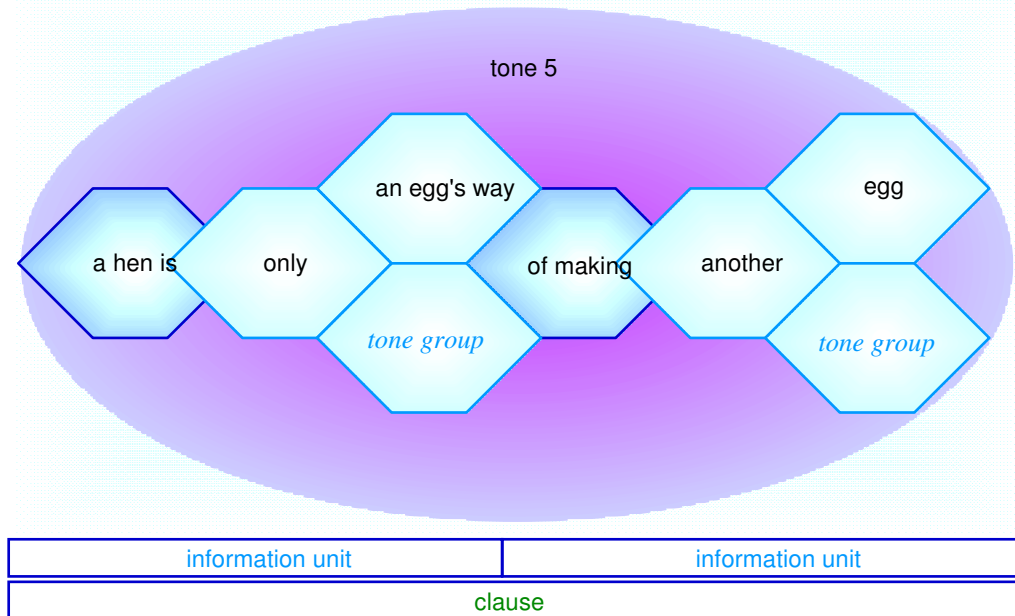 tone 5
a hen is
only
an egg's way
tone group
of making
another
egg
tone group
information unit
information unit
clause